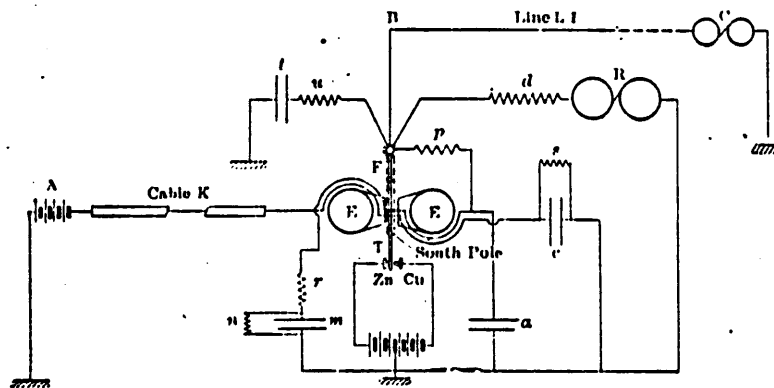 B Line L 1 C
t u d R
p
F s
A Cable K E E
T South Pole c
Zn Cu
r
n m a